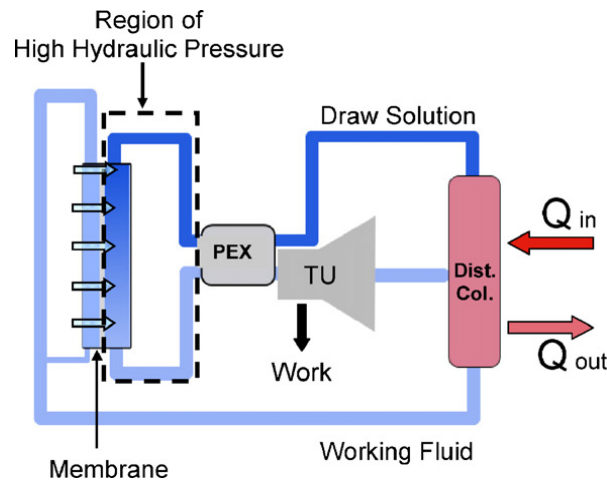 Region of
High Hydraulic Pressure
Draw Solution
PEX
TU
Dist.
Col.
Q in
Q out
Work
Working Fluid
Membrane